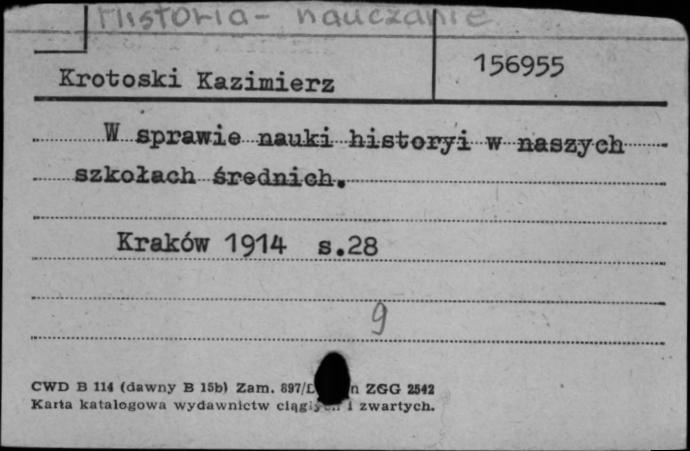 Historia - nauczanie
156955
Krotoski Kazimierz
W sprawie nauki historyi w naszych
szkołach średnich.
Kraków 1914 s.28
9
CWD B 114 (dawny B 15b) Zam. 897/ ZGG 2542
Karta katalogowa wydawnictw ciągłych i zwartych.